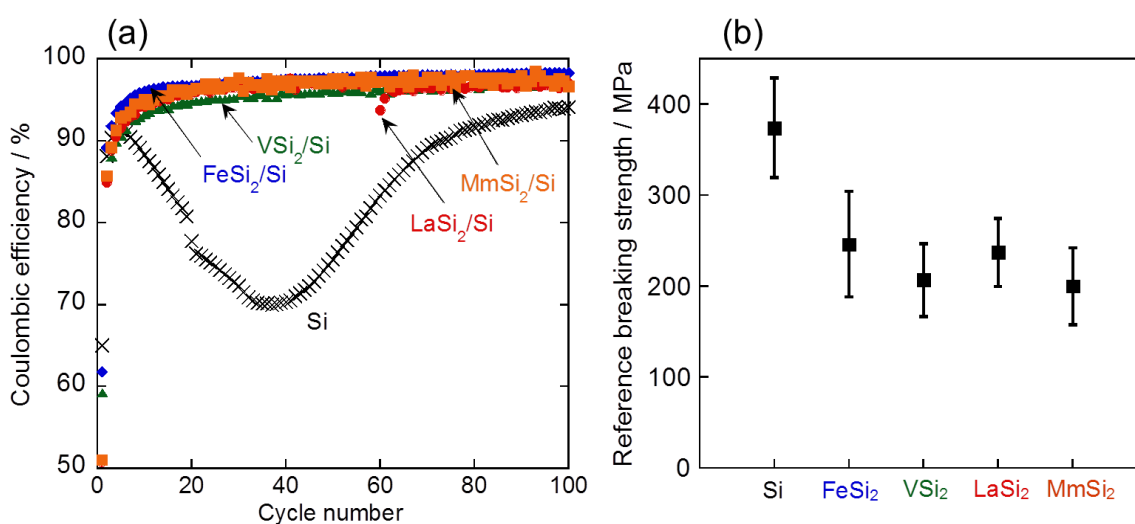 (a)
Coulombic efficiency / %
100
90
80
70
60
50
VSi₂/Si
FeSi₂/Si
MmSi₂/Si
LaSi₂/Si
Si
0
20
40
60
80
100
Cycle number
(b)
Reference breaking strength / MPa
400
300
200
100
0
Si
FeSi₂
VSi₂
LaSi₂
MmSi₂